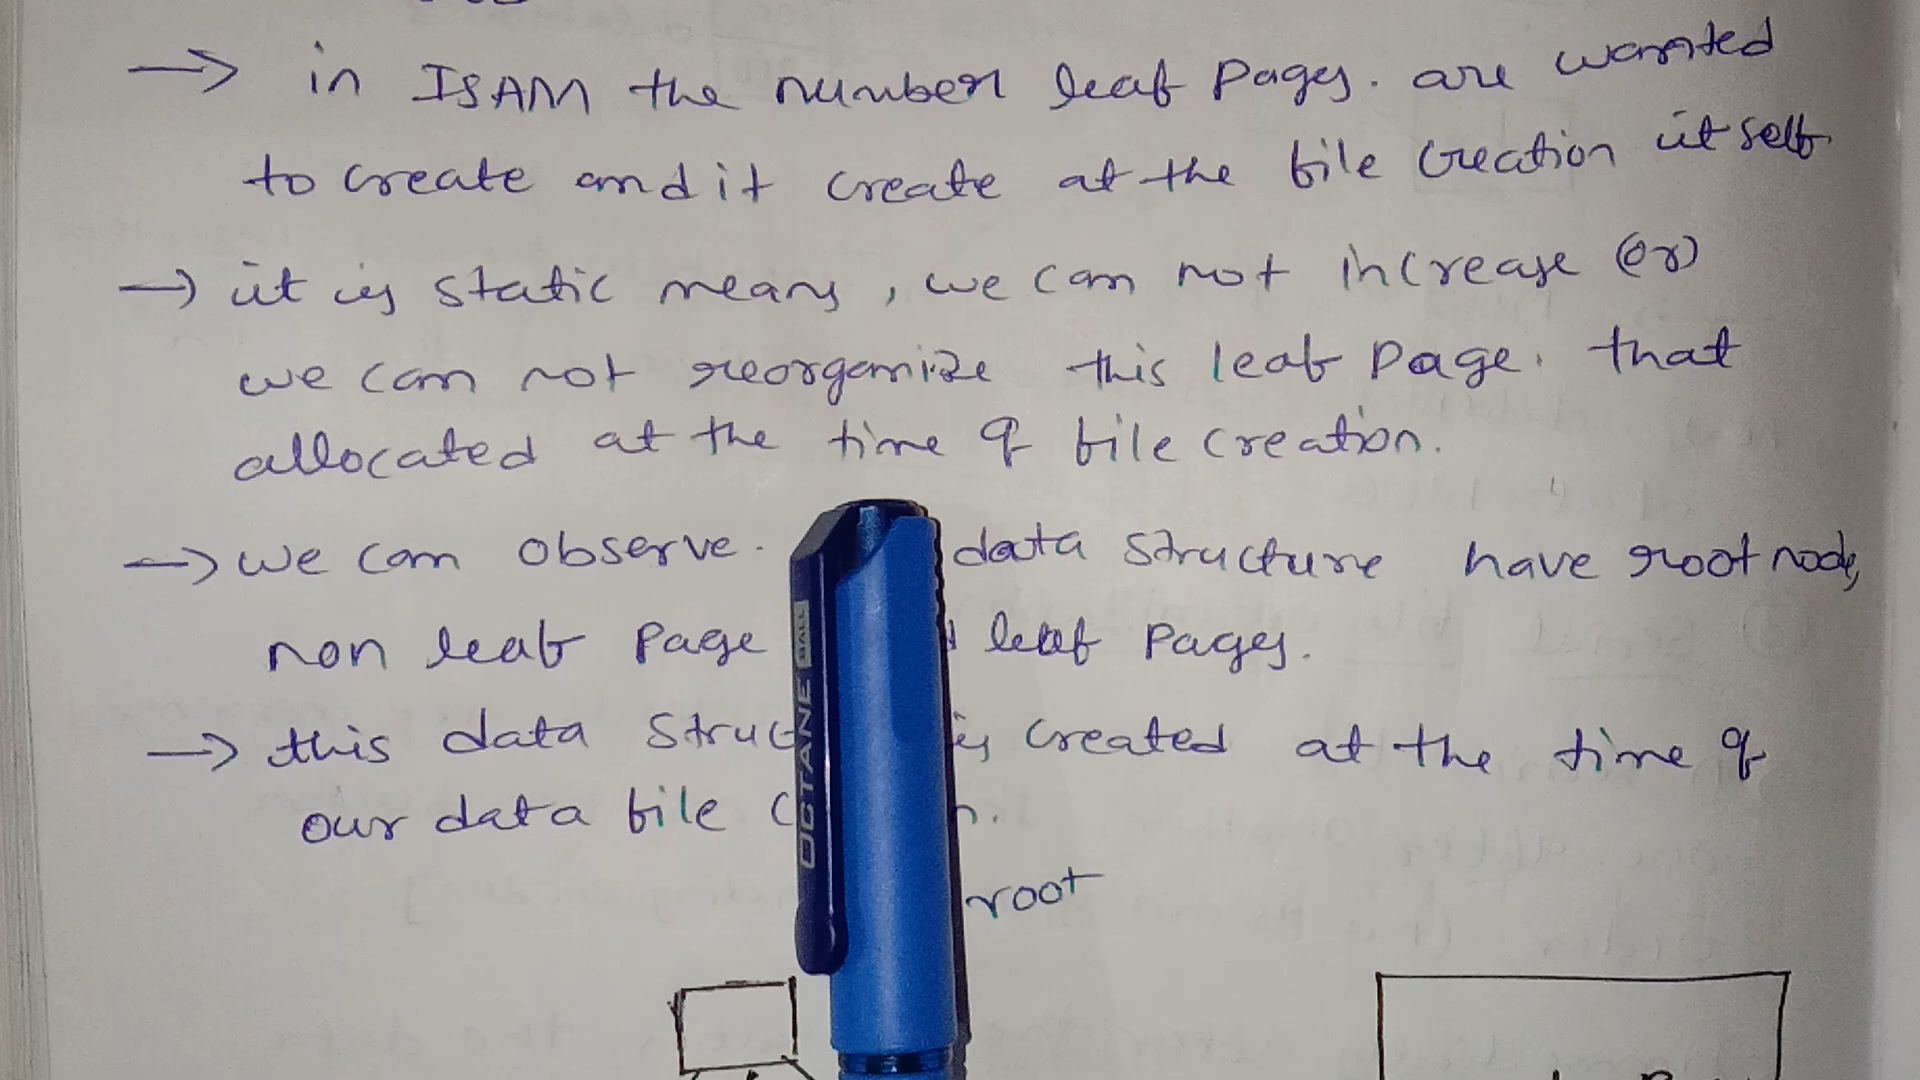 → in ISAM the number leaf pages. are wanted
to create and it create at the file creation itself.
→ it is static means, we can not increase (or)
we can not reorganize this leaf page. that
allocated at the time of file creation.
→ we can observe. data structure have root node,
non leaf page leaf pages.
→ this data Struc is created at the time of
our data file
root
OCTANE BALL